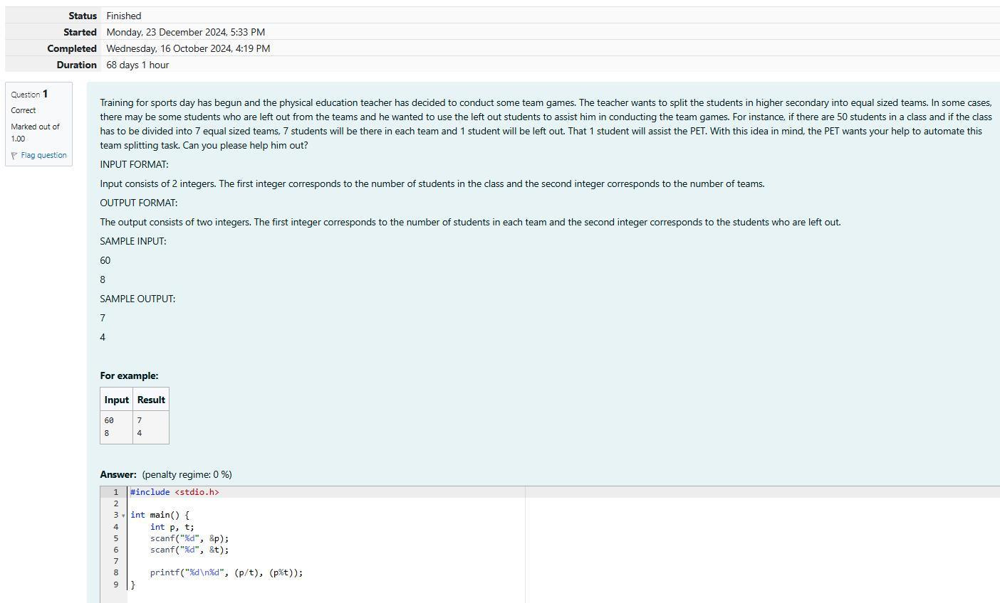 Status Finished
Started Monday, 23 December 2024, 5:33 PM
Completed Wednesday, 16 October 2024, 4:19 PM
Duration 68 days 1 hour
Question 1
Correct
Marked out of
1.00
Flag question
Training for sports day has begun and the physical education teacher has decided to conduct some team games. The teacher wants to split the students in higher secondary into equal sized teams. In some cases,
there may be some students who are left out from the teams and he wanted to use the left out students to assist him in conducting the team games. For instance, if there are 50 students in a class and if the class
has to be divided into 7 equal sized teams, 7 students will be there in each team and 1 student will be left out. That 1 student will assist the PET. With this idea in mind, the PET wants your help to automate this
team splitting task. Can you please help him out?
INPUT FORMAT:
Input consists of 2 integers. The first integer corresponds to the number of students in the class and the second integer corresponds to the number of teams.
OUTPUT FORMAT:
The output consists of two integers. The first integer corresponds to the number of students in each team and the second integer corresponds to the students who are left out.
SAMPLE INPUT:
60
8
SAMPLE OUTPUT:
7
4
For example:
Input Result
60 7
8 4
Answer: (penalty regime: 0 %)
1 #include <stdio.h>
2
3 int main() {
4 int p, t;
5 scanf("%d", &p);
6 scanf("%d", &t);
7
8 printf("%d\n%d", (p/t), (p%t));
9 }